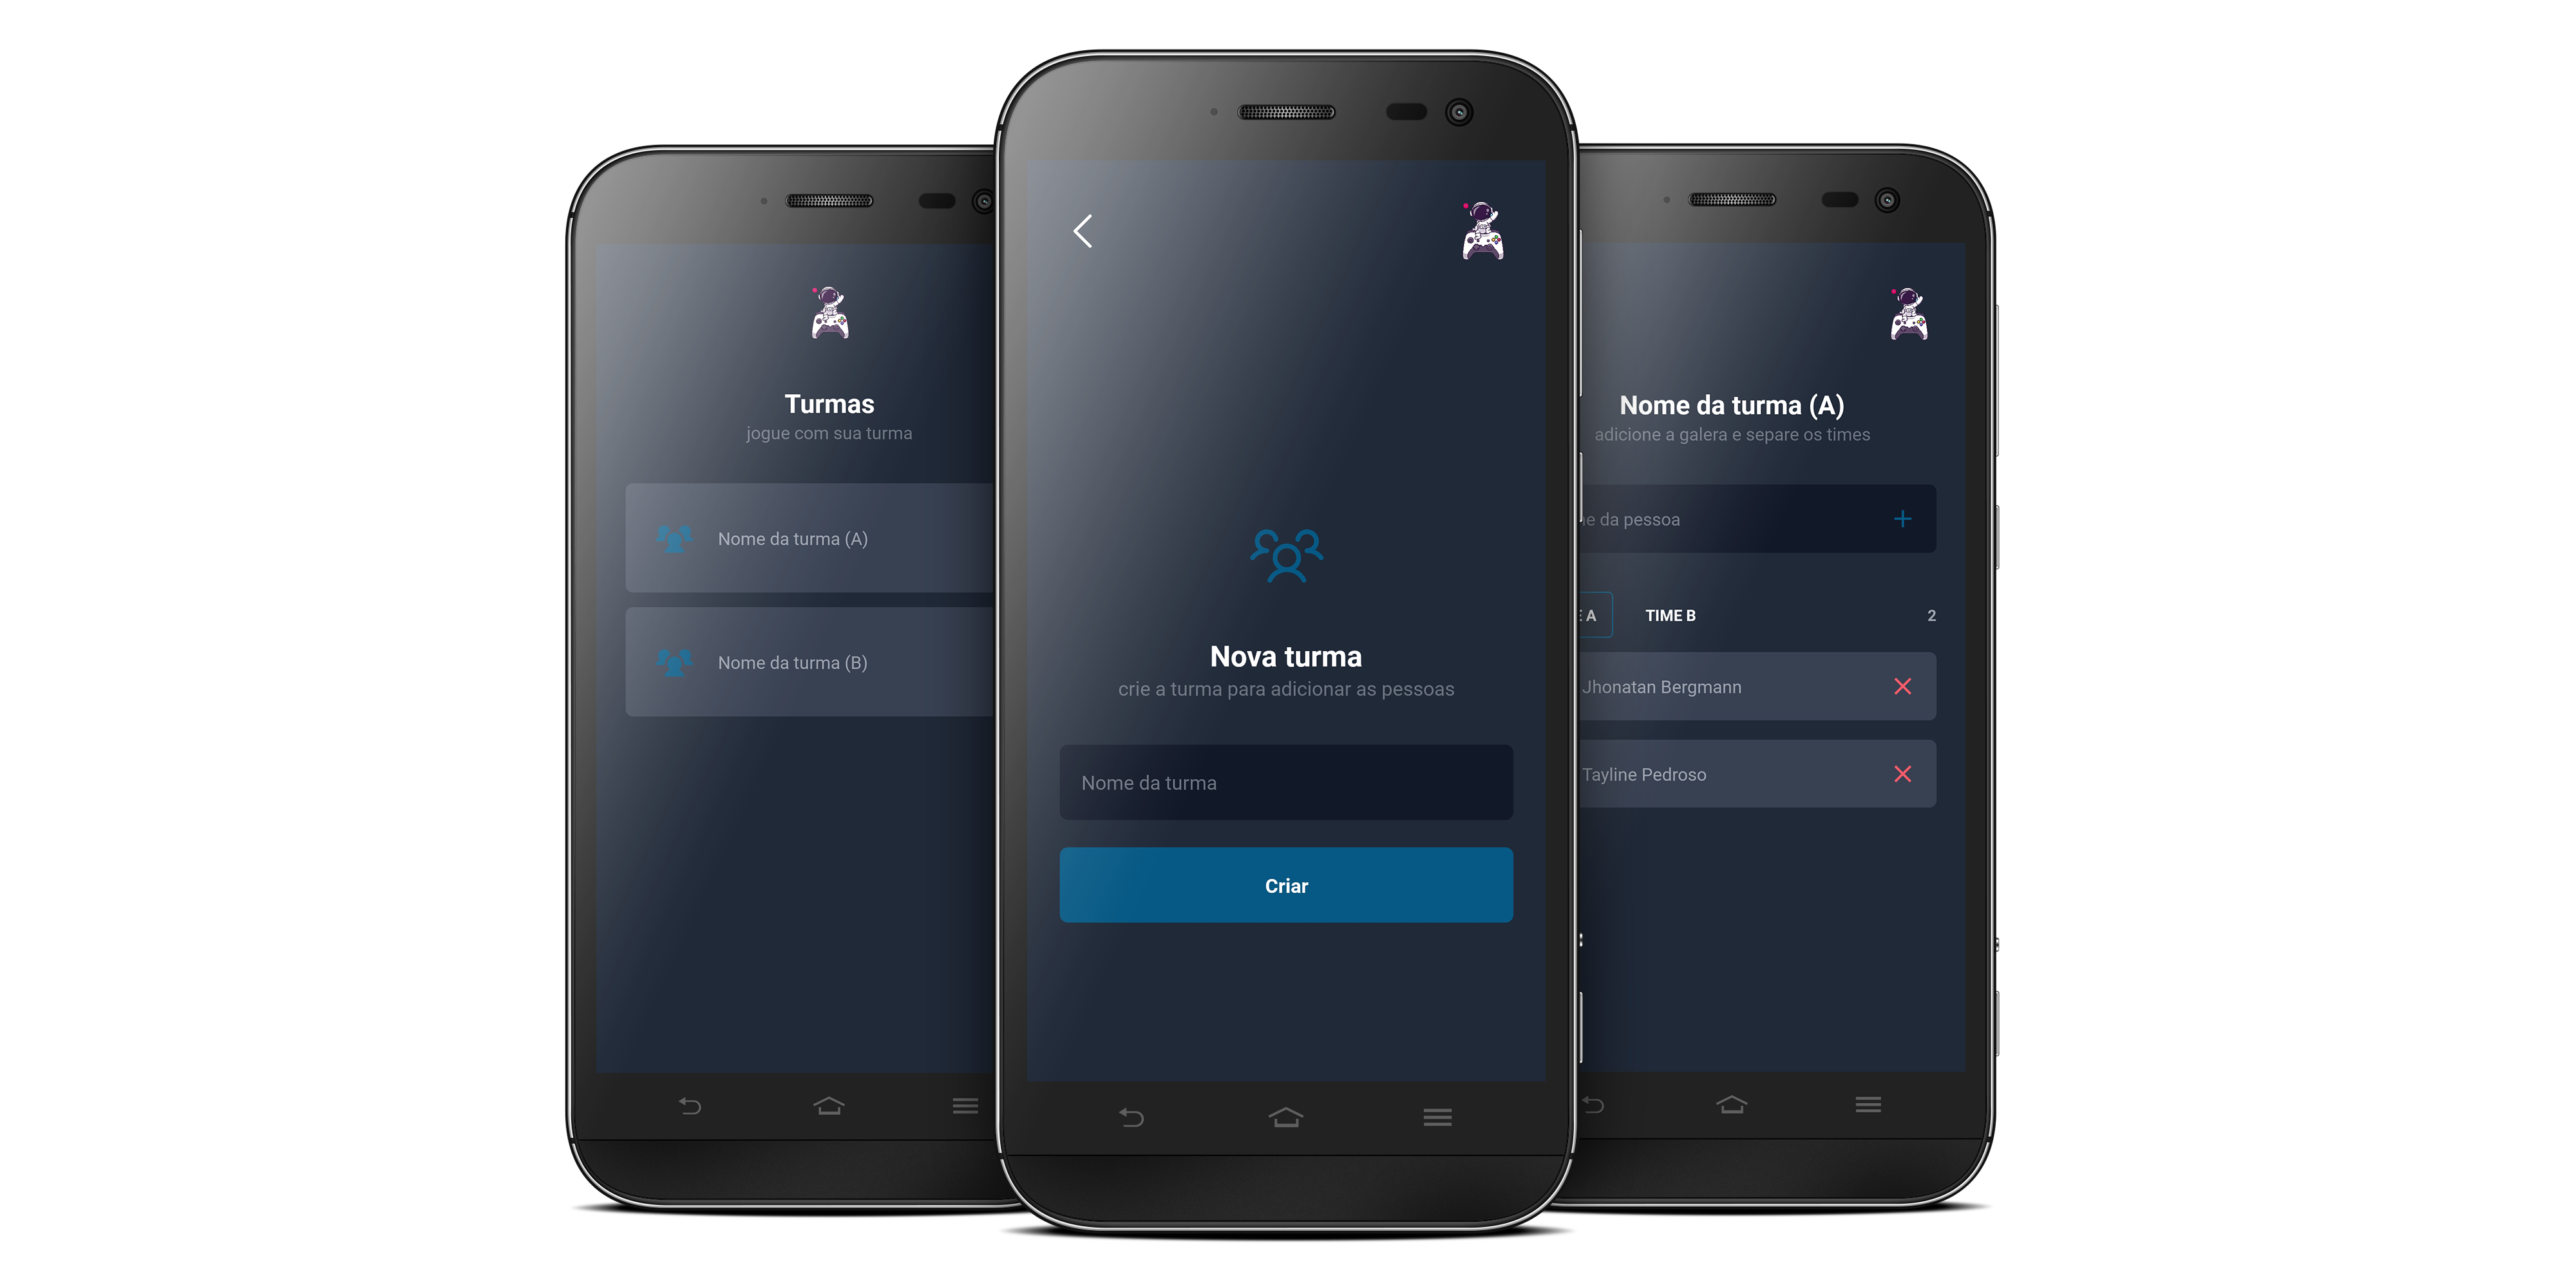 Turmas
jogue com sua turma
Nome da turma (A)
Nome da turma (B)
Nova turma
crie a turma para adicionar as pessoas
Nome da turma
Criar
Nome da turma (A)
adicione a galera e separe os times
da pessoa
A
TIME B
2
Jhonatan Bergmann
Tayline Pedroso